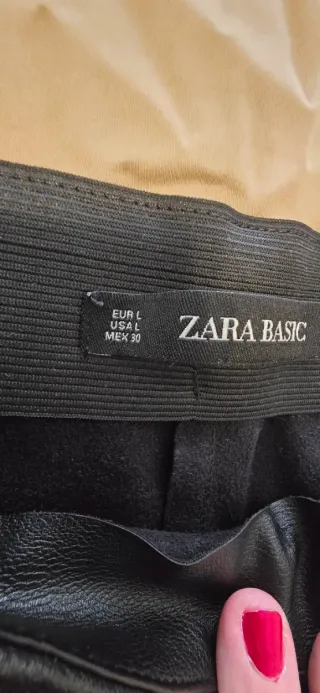 EUR L
USA L
MEX 30
ZARA BASIC